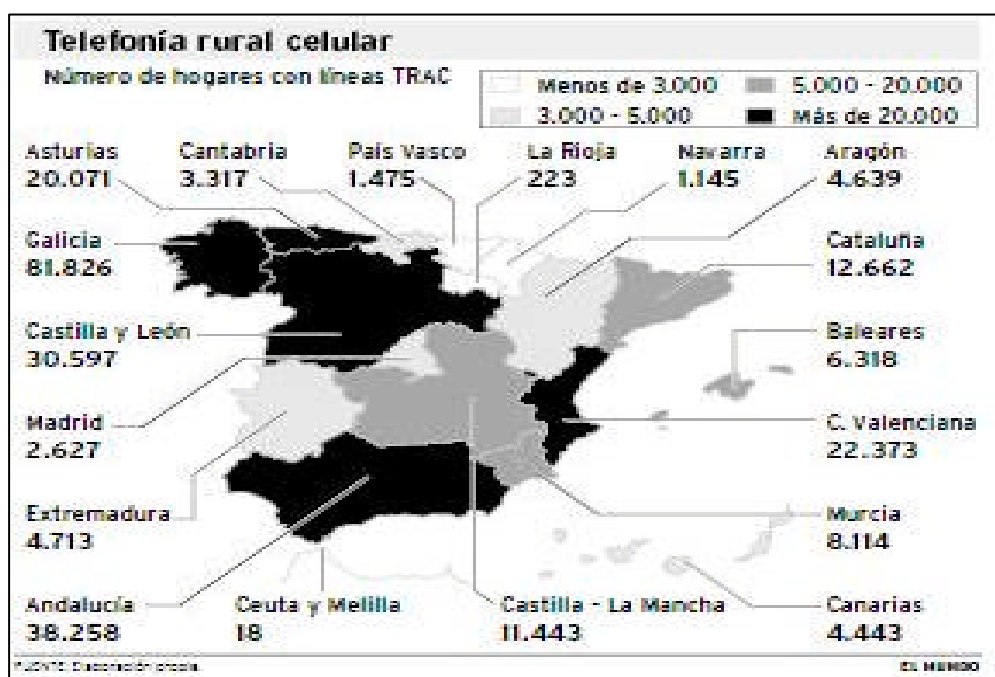 Telefonía rural celular
Número de hogares con líneas TRAC
Menos de 3.000
5.000 - 20.000
3.000 - 5.000
Más de 20.000
Asturias
20.071
Cantabria
3.317
País Vasco
1.475
La Rioja
223
Navarra
1.145
Aragón
4.639
Galicia
81.826
Cataluña
12.662
Castilla y León
30.597
Baleares
6.318
Madrid
2.627
C. Valenciana
22.373
Extremadura
4.713
Murcia
8.114
Andalucía
38.258
Ceuta y Melilla
18
Castilla - La Mancha
11.443
Canarias
4.443
FUENTE: Elaboración propia.
EL MUNDO